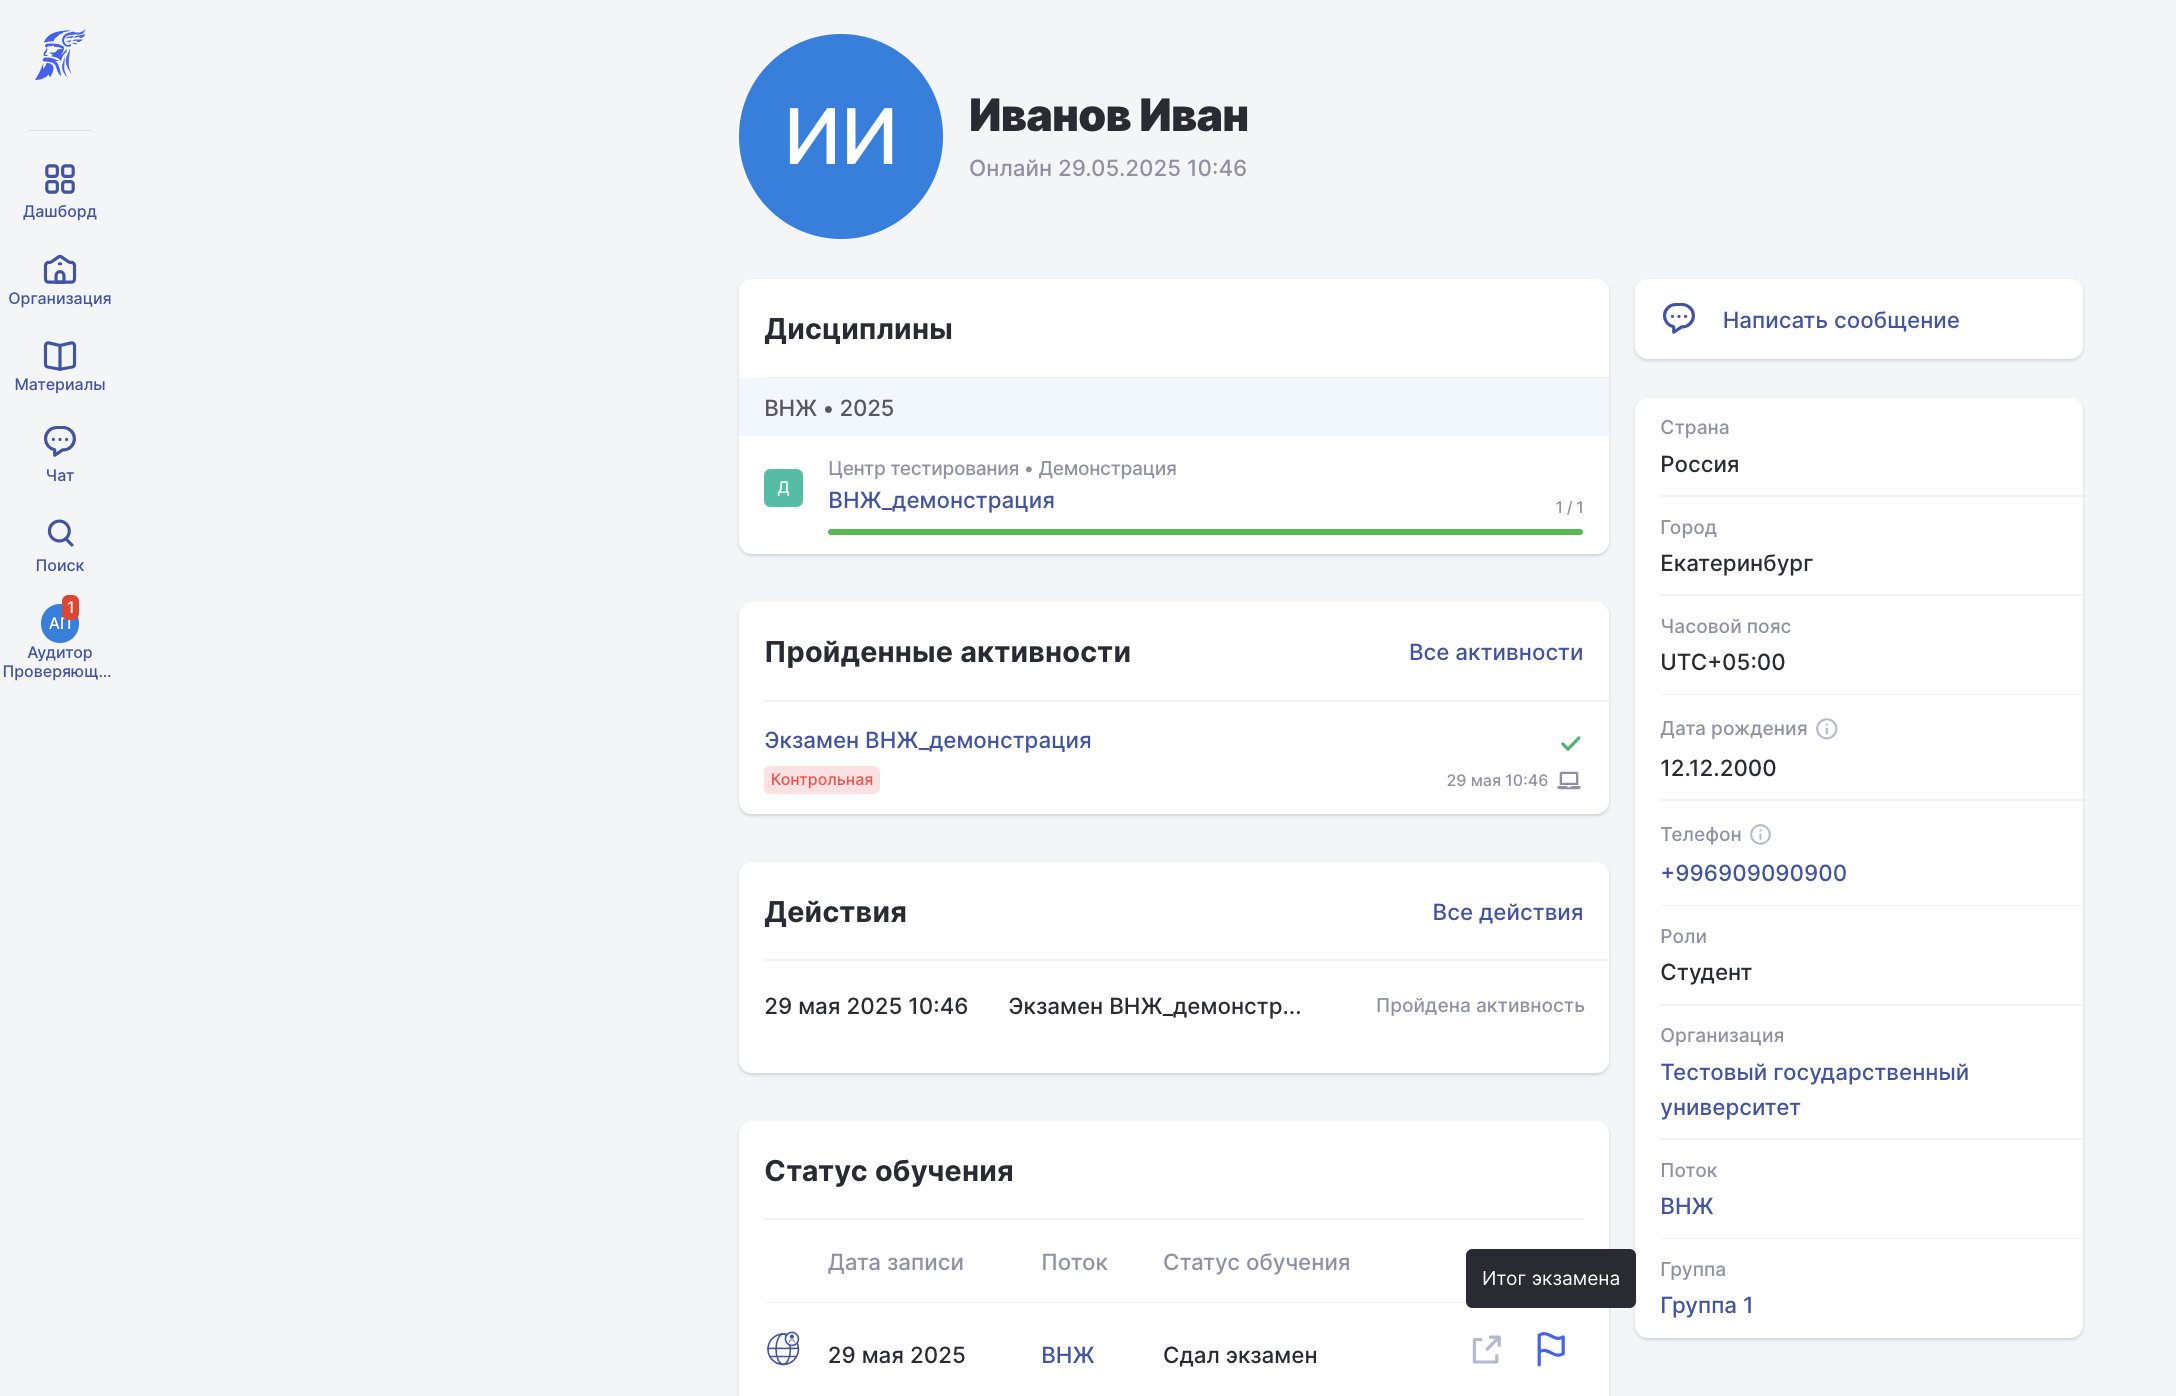 Дашборд
Организация
Материалы
Чат
Поиск
1
АП
Аудитор
Проверяющ...
ИИ
Иванов Иван
Онлайн 29.05.2025 10:46
Дисциплины
ВНЖ • 2025
Д
Центр тестирования • Демонстрация
ВНЖ_демонстрация
1 / 1
Пройденные активности
Все активности
Экзамен ВНЖ_демонстрация
Контрольная
29 мая 10:46
Действия
Все действия
29 мая 2025 10:46 Экзамен ВНЖ_демонстр... Пройдена активность
Статус обучения
Дата записи Поток Статус обучения
Итог экзамена
29 мая 2025 ВНЖ Сдал экзамен
Написать сообщение
Страна
Россия
Город
Екатеринбург
Часовой пояс
UTC+05:00
Дата рождения
12.12.2000
Телефон
+996909090900
Роли
Студент
Организация
Тестовый государственный
университет
Поток
ВНЖ
Группа
Группа 1